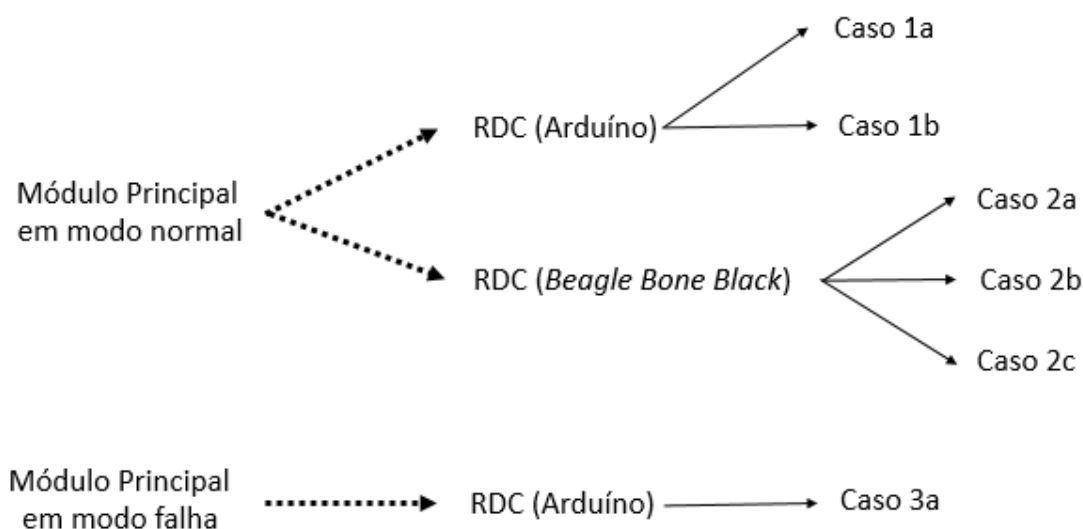 Caso 1a
RDC (Arduíno)
Caso 1b
Módulo Principal
em modo normal
Caso 2a
RDC (Beagle Bone Black)
Caso 2b
Caso 2c
Módulo Principal
em modo falha
RDC (Arduíno)
Caso 3a